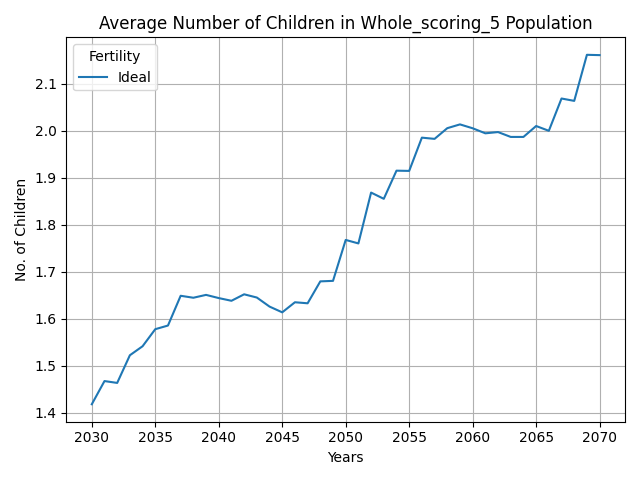 Average Number of Children in Whole_scoring_5 Population
Fertility
Ideal
No. of Children
2.1
2.0
1.9
1.8
1.7
1.6
1.5
1.4
2030 2035 2040 2045 2050 2055 2060 2065 2070
Years